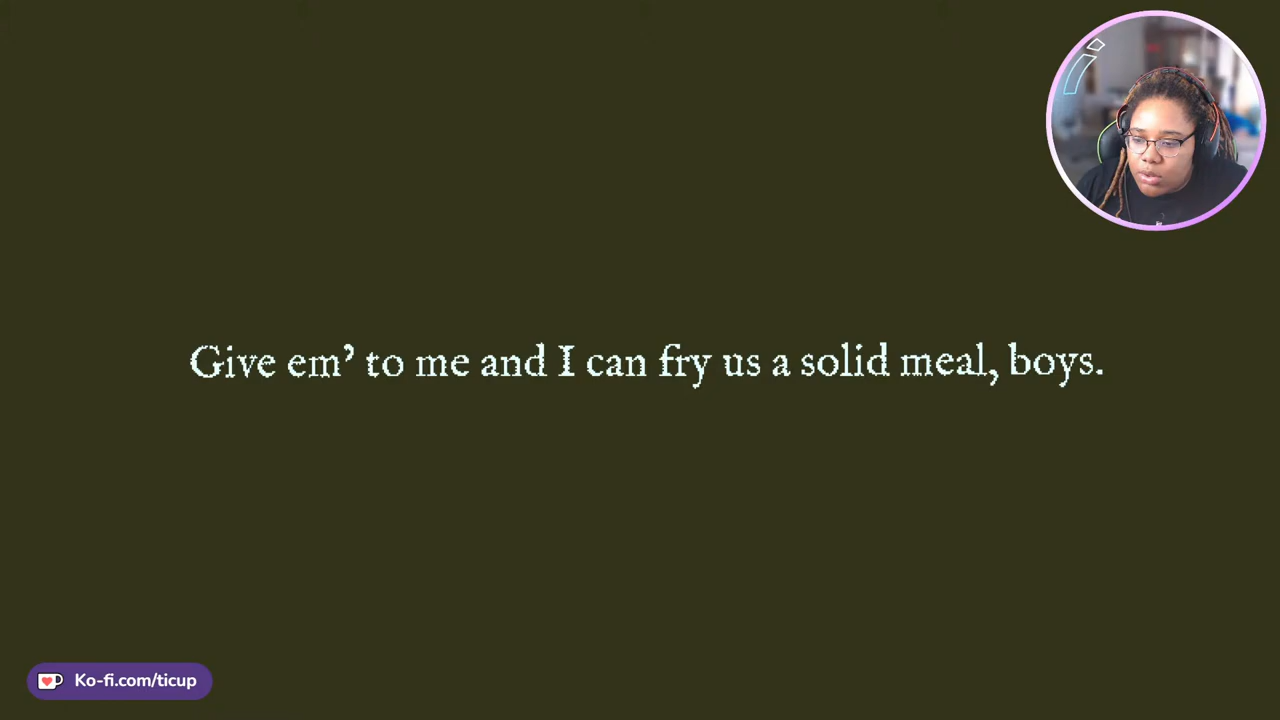 Give em’ to me and I can fry us a solid meal, boys.
Ko-fi.com/ticup